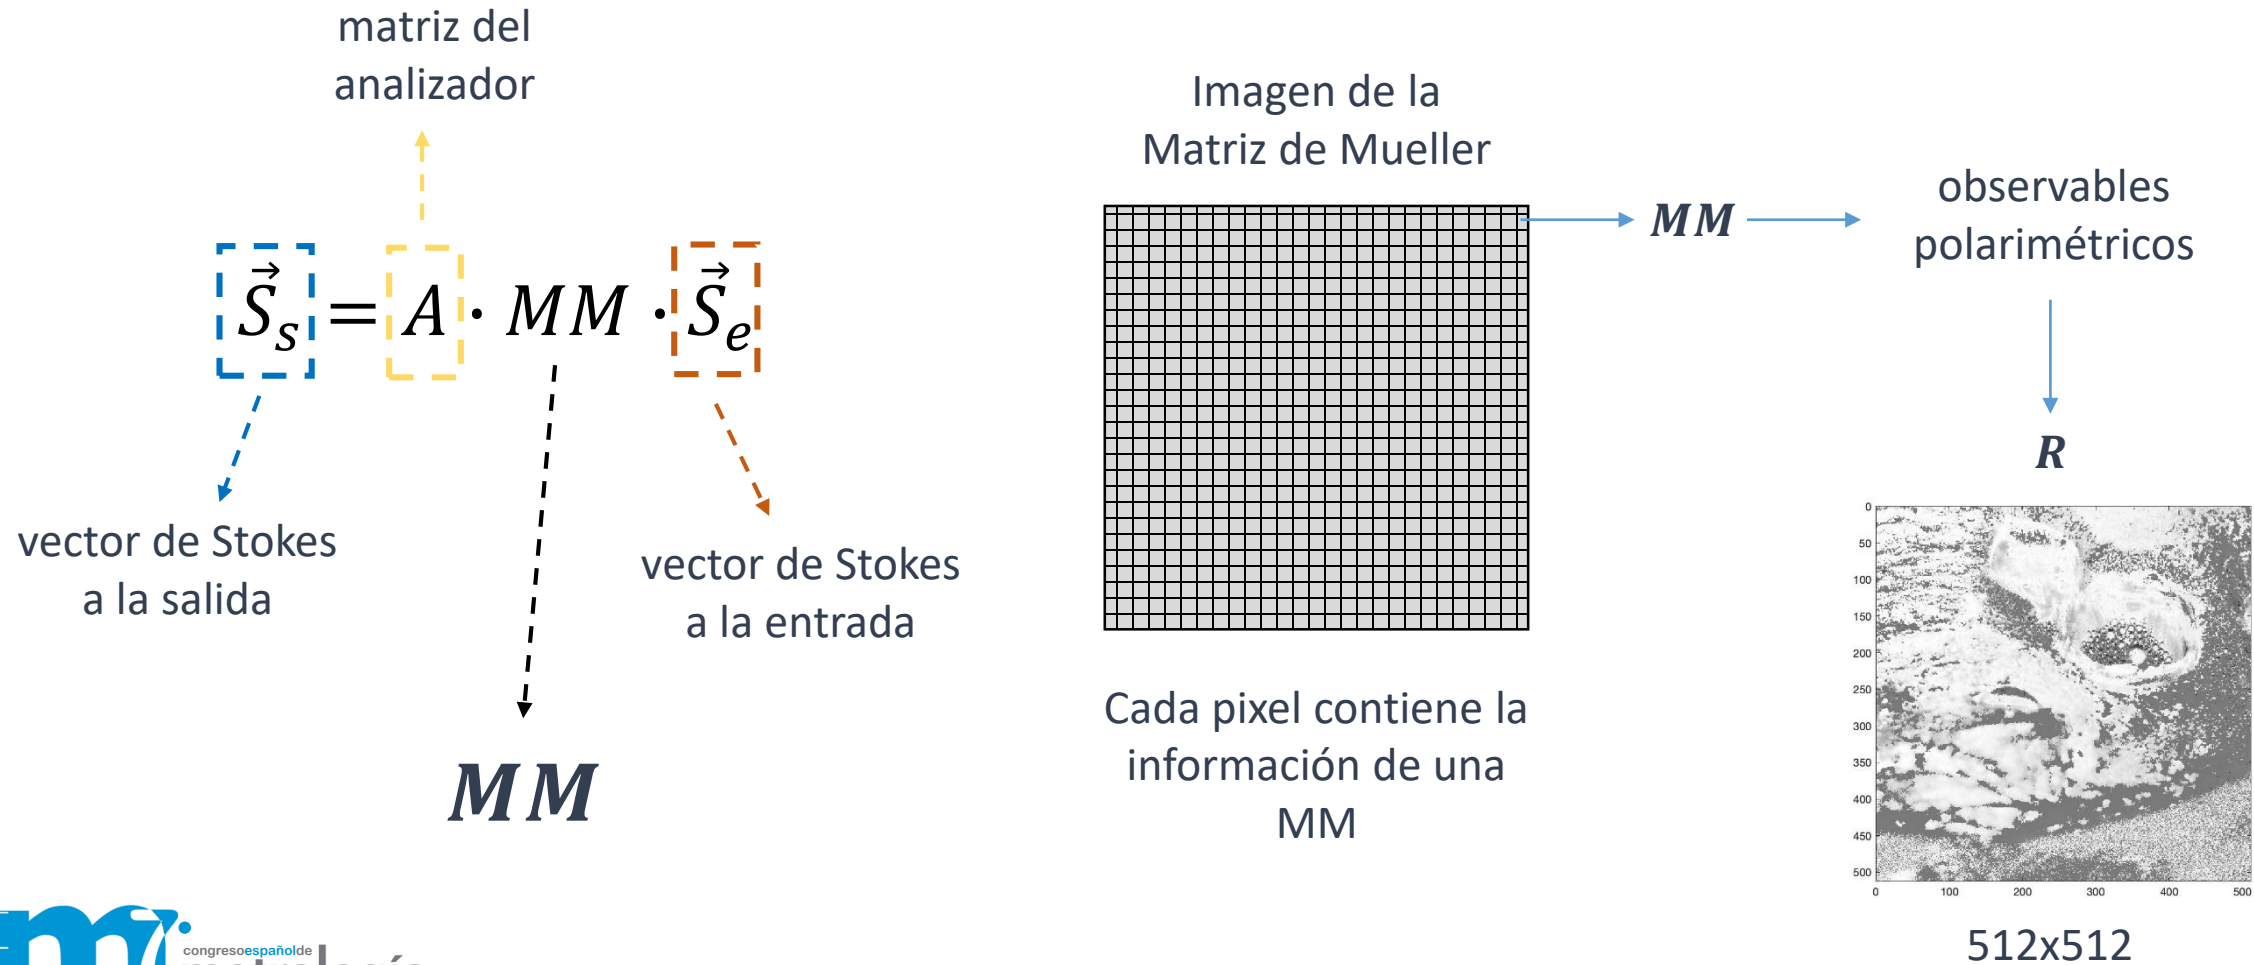 matriz del
analizador
S⃗ₛ = A · MM · S⃗ₑ
vector de Stokes
a la salida
vector de Stokes
a la entrada
MM
Imagen de la
Matriz de Mueller
Cada pixel contiene la
información de una
MM
MM
observables
polarimétricos
R
0
50
100
150
200
250
300
350
400
450
500
0 100 200 300 400 500
512x512
congresoespañolde